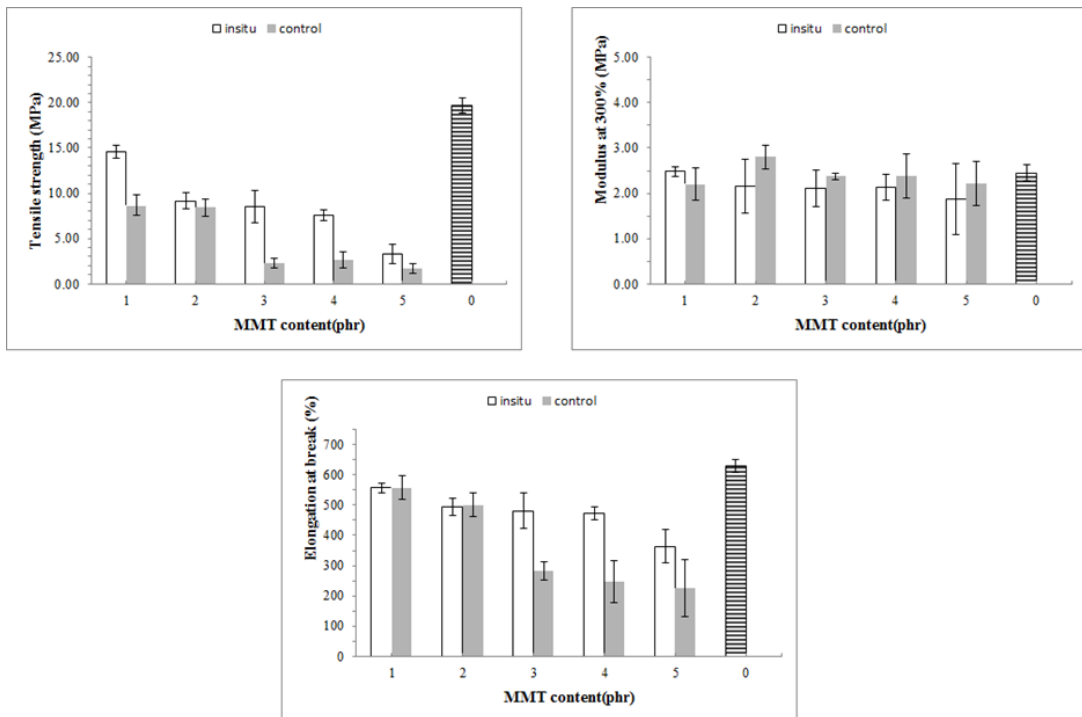 insitu control
Tensile strength (MPa)
25.00
20.00
15.00
10.00
5.00
0.00
1 2 3 4 5 0
MMT content(phr)
insitu control
Modulus at 300% (MPa)
5.00
4.00
3.00
2.00
1.00
0.00
1 2 3 4 5 0
MMT content(phr)
insitu control
Elongation at break (%)
700
600
500
400
300
200
100
0
1 2 3 4 5 0
MMT content(phr)